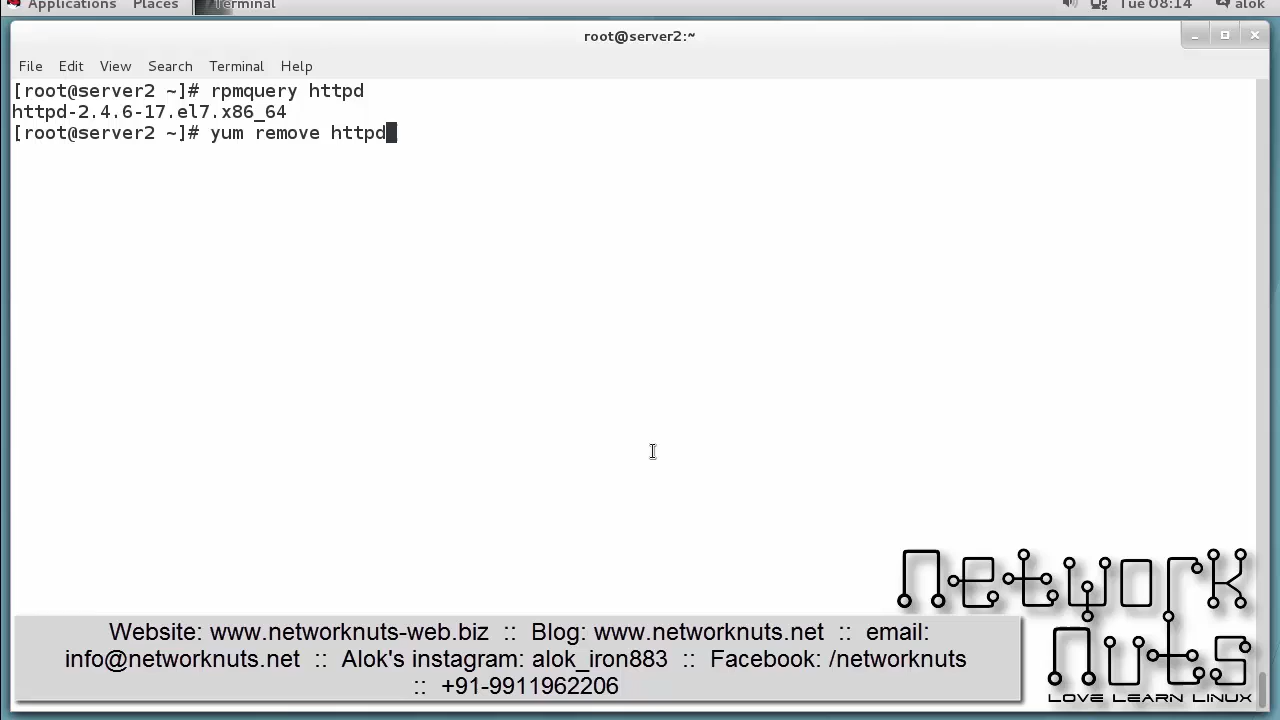 Applications Places Terminal Tue 08:14 alok
root@server2:~
File Edit View Search Terminal Help
[root@server2 ~]# rpmquery httpd
httpd-2.4.6-17.el7.x86_64
[root@server2 ~]# yum remove httpd
network
nuts
LOVE LEARN LINUX
Website: www.networknuts-web.biz :: Blog: www.networknuts.net :: email:
info@networknuts.net :: Alok's instagram: alok_iron883 :: Facebook: /networknuts
:: +91-9911962206